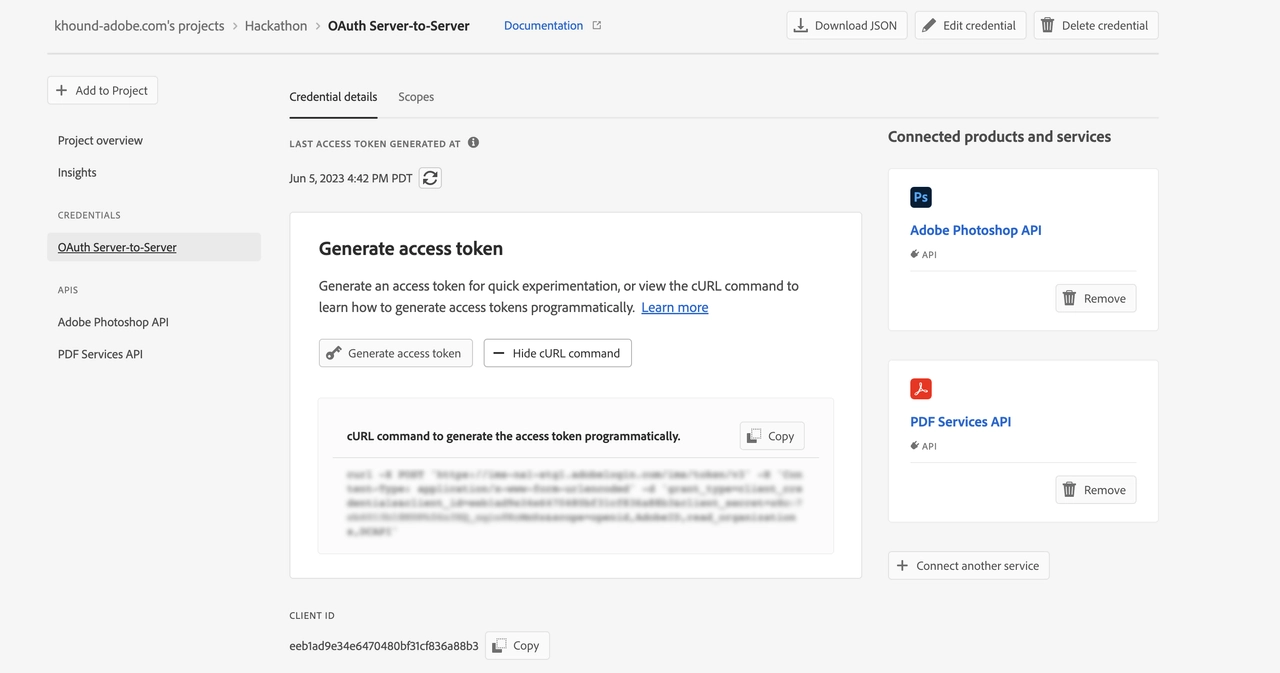 khound-adobe.com's projects > Hackathon > OAuth Server-to-Server Documentation Download JSON Edit credential Delete credential
Add to Project
Project overview
Insights
CREDENTIALS
OAuth Server-to-Server
APIS
Adobe Photoshop API
PDF Services API
Credential details Scopes
LAST ACCESS TOKEN GENERATED AT
Jun 5, 2023 4:42 PM PDT
Generate access token
Generate an access token for quick experimentation, or view the cURL command to
learn how to generate access tokens programmatically. Learn more
Generate access token Hide cURL command
cURL command to generate the access token programmatically. Copy
CLIENT ID
eeb1ad9e34e6470480bf31cf836a88b3 Copy
Connected products and services
Ps
Adobe Photoshop API
API
Remove
PDF Services API
API
Remove
Connect another service